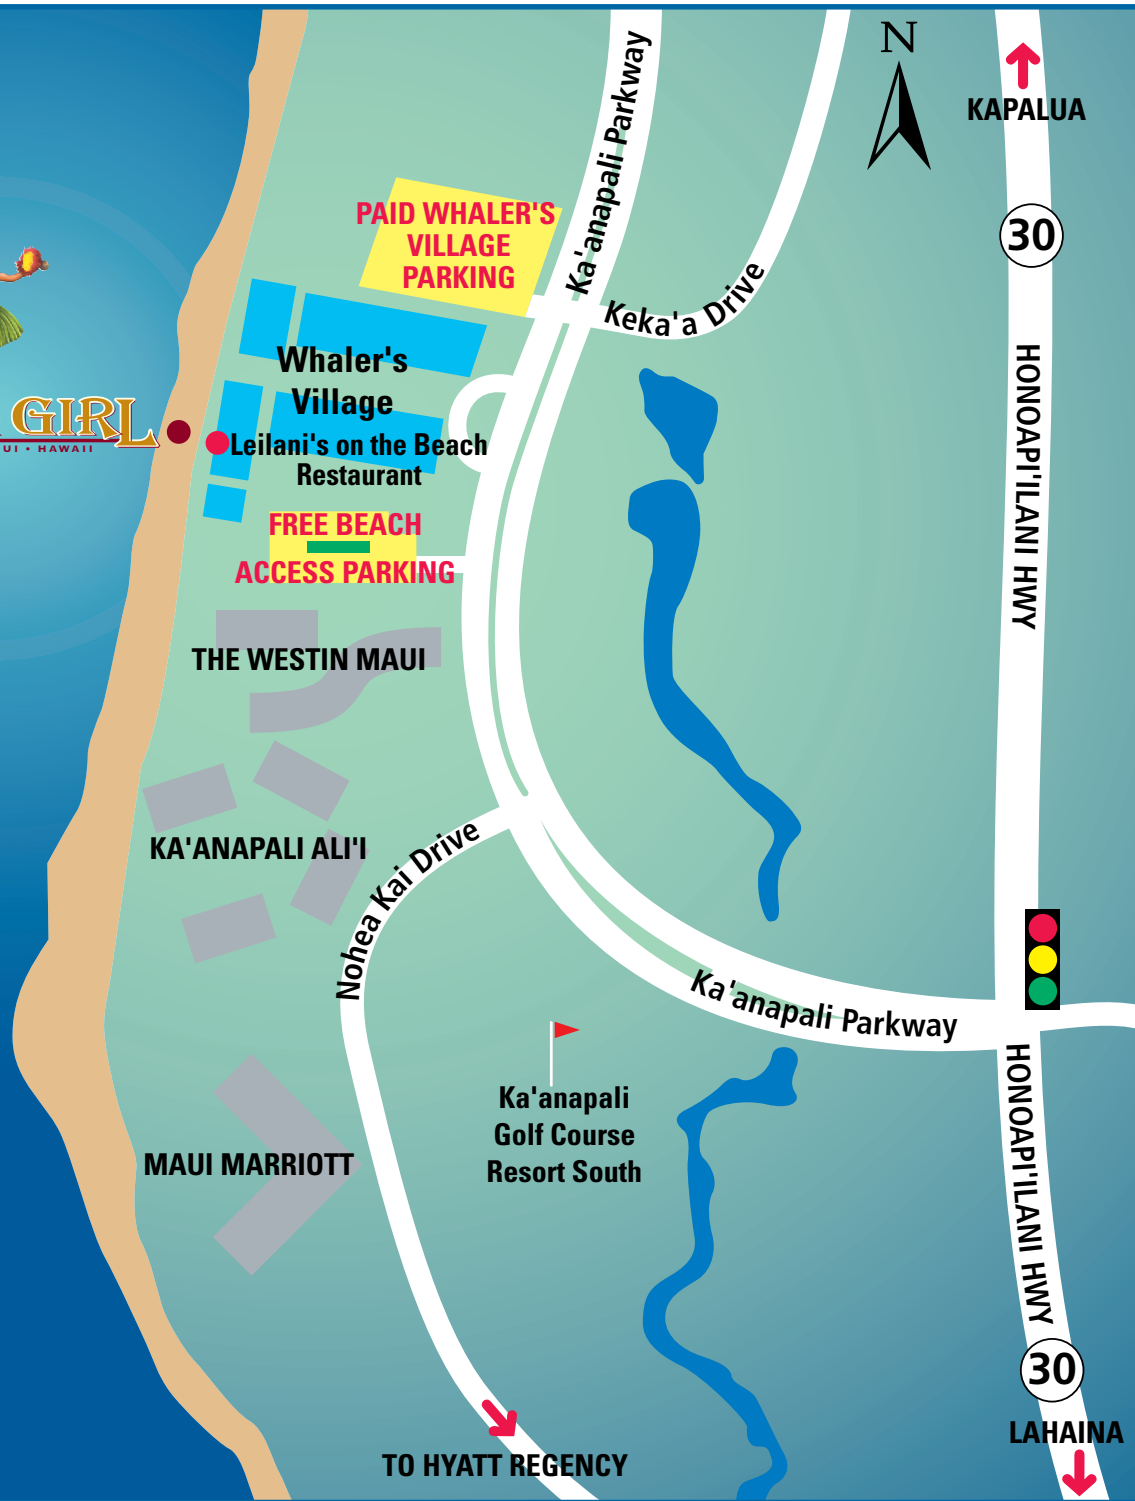 N
KAPALUA
30
Ka'anapali Parkway
PAID WHALER'S
VILLAGE
PARKING
Keka'a Drive
HONOAPI'ILANI HWY
Whaler's
Village
GIRL
UI • HAWAII
Leilani's on the Beach
Restaurant
FREE BEACH
ACCESS PARKING
THE WESTIN MAUI
KA'ANAPALI ALI'I
Nohea Kai Drive
Ka'anapali Parkway
HONOAPI'ILANI HWY
Ka'anapali
Golf Course
Resort South
MAUI MARRIOTT
30
LAHAINA
TO HYATT REGENCY